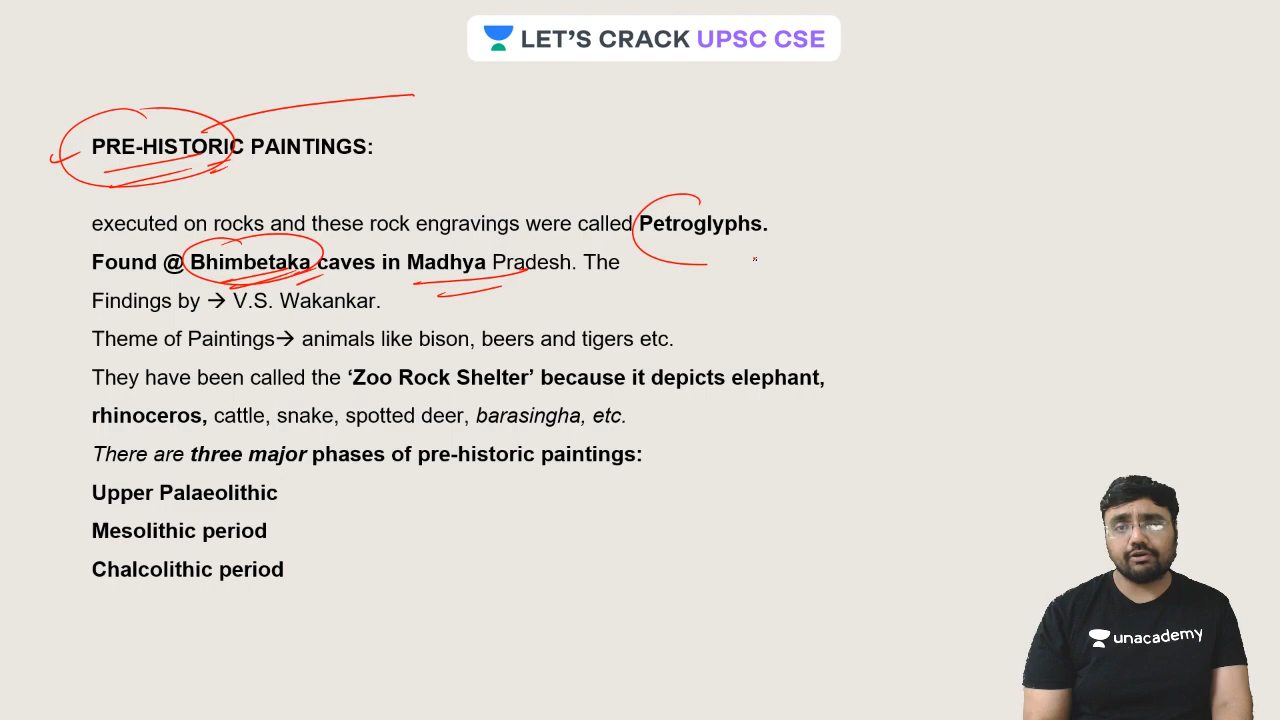 LET'S CRACK UPSC CSE
PRE-HISTORIC PAINTINGS:
executed on rocks and these rock engravings were called Petroglyphs.
Found @ Bhimbetaka caves in Madhya Pradesh. The
Findings by → V.S. Wakankar.
Theme of Paintings→ animals like bison, beers and tigers etc.
They have been called the ‘Zoo Rock Shelter’ because it depicts elephant,
rhinoceros, cattle, snake, spotted deer, barasingha, etc.
There are three major phases of pre-historic paintings:
Upper Palaeolithic
Mesolithic period
Chalcolithic period
unacademy